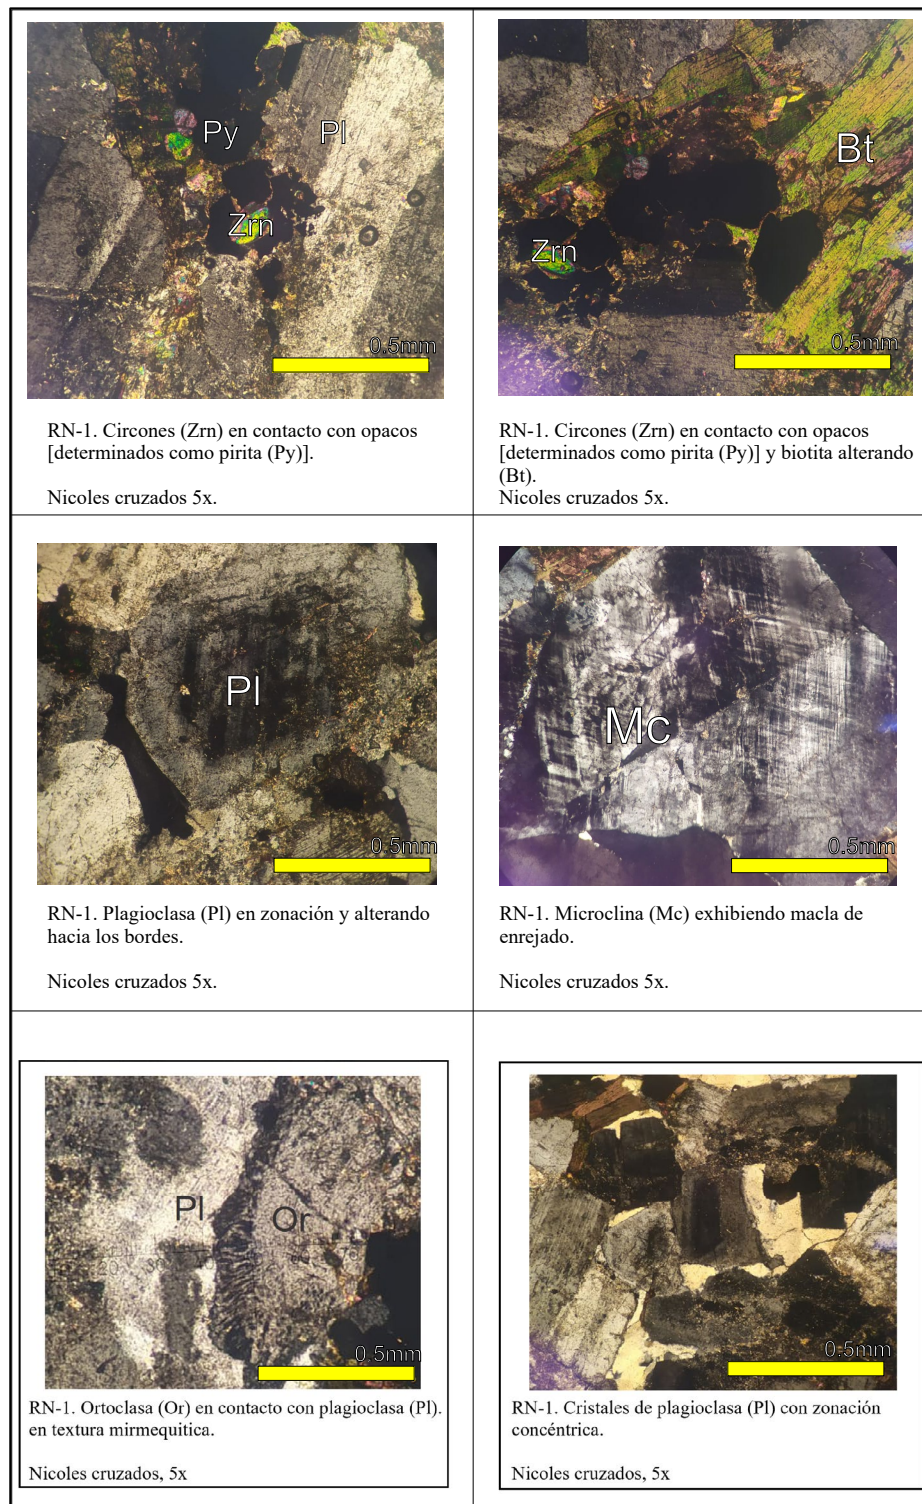 Py
Pl
Zrn
0.5mm
RN-1. Circones (Zrn) en contacto con opacos
[determinados como pirita (Py)].
Nicoles cruzados 5x.
Bt
Zrn
0.5mm
RN-1. Circones (Zrn) en contacto con opacos
[determinados como pirita (Py)] y biotita alterando
(Bt).
Nicoles cruzados 5x.
Pl
0.5mm
RN-1. Plagioclasa (Pl) en zonación y alterando
hacia los bordes.
Nicoles cruzados 5x.
Mc
0.5mm
RN-1. Microclina (Mc) exhibiendo macla de
enrejado.
Nicoles cruzados 5x.
Pl
Or
0.5mm
RN-1. Ortoclasa (Or) en contacto con plagioclasa (Pl).
en textura mirmequitica.
Nicoles cruzados, 5x
0.5mm
RN-1. Cristales de plagioclasa (Pl) con zonación
concéntrica.
Nicoles cruzados, 5x